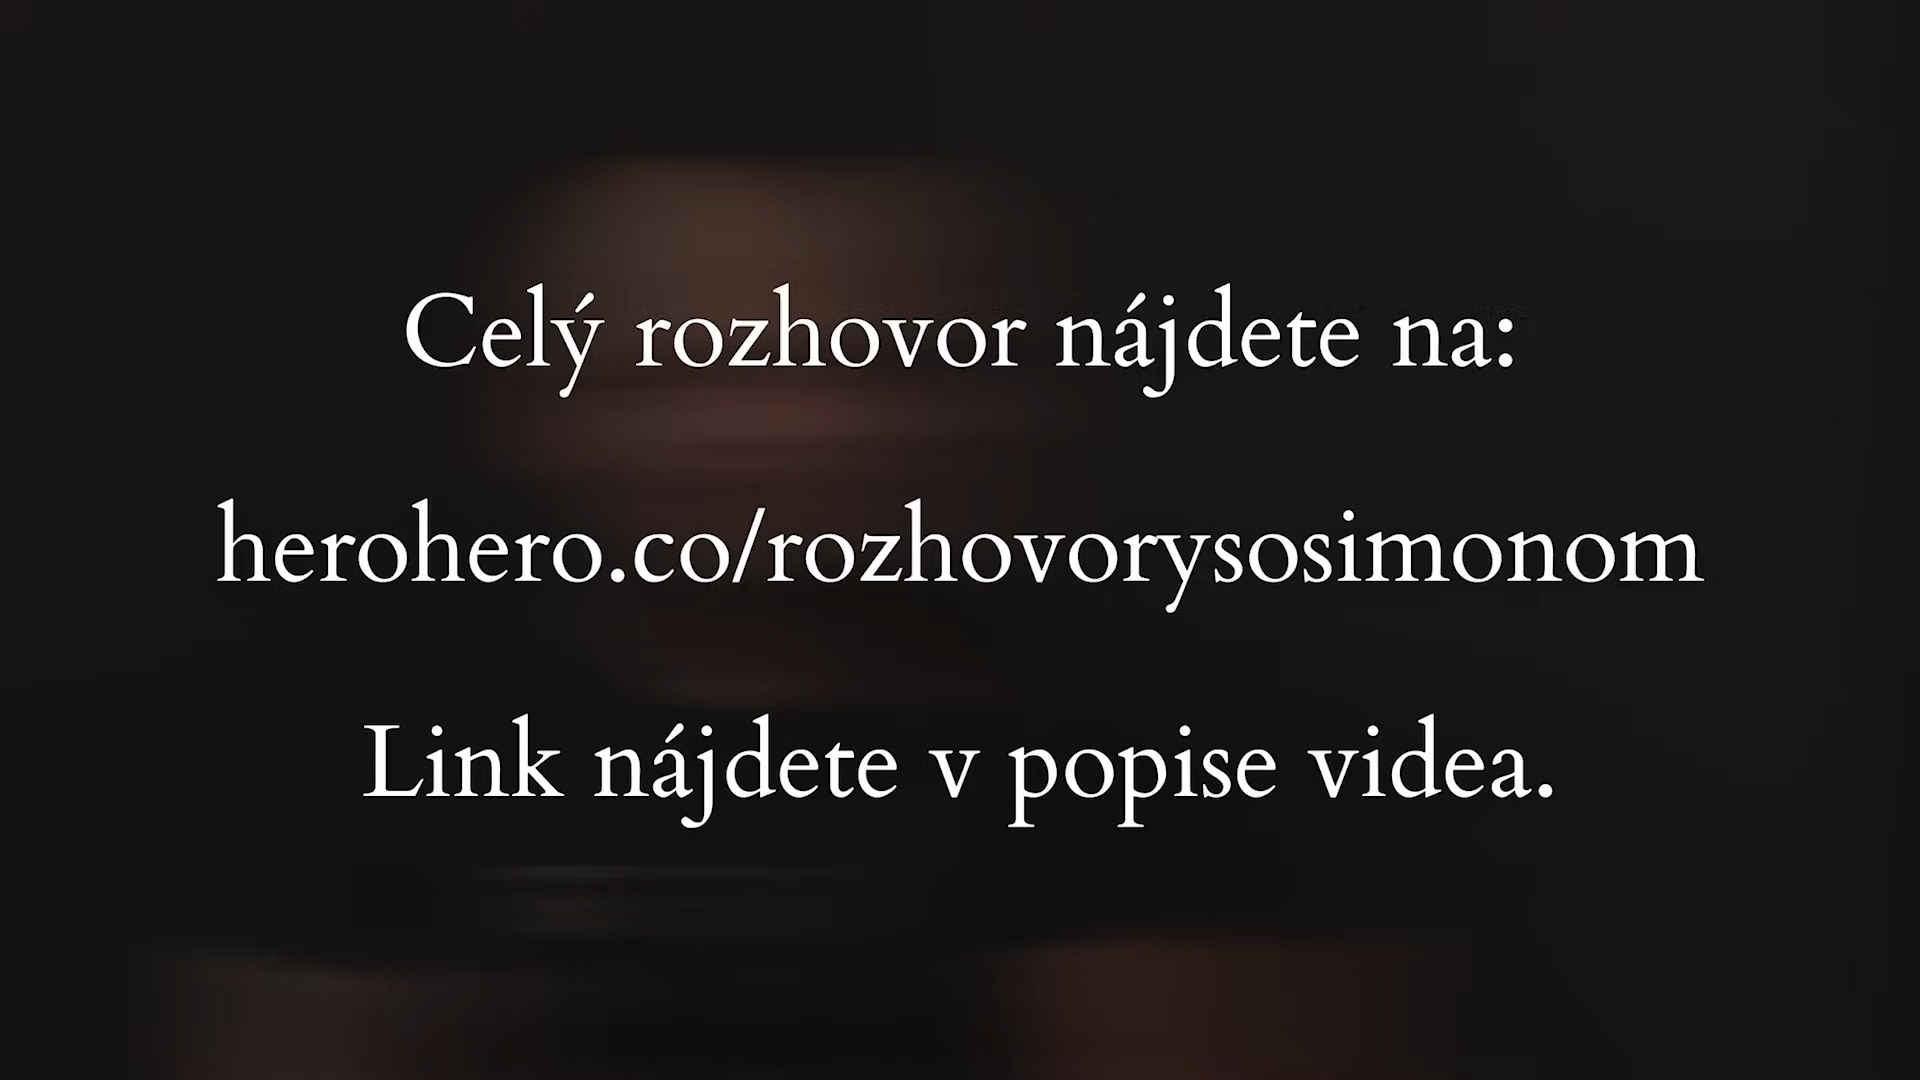 Celý rozhovor nájdete na:
herohero.co/rozhovorysosimonom
Link nájdete v popise videa.